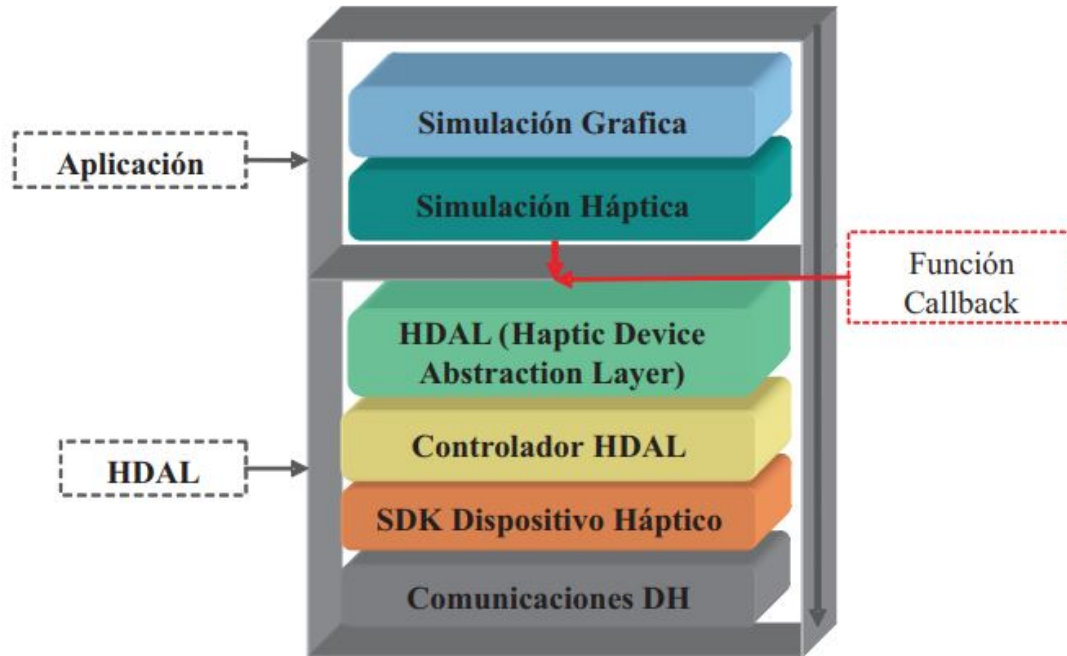 Simulación Grafica
Aplicación
Simulación Háptica
Función
Callback
HDAL (Haptic Device
Abstraction Layer)
Controlador HDAL
HDAL
SDK Dispositivo Háptico
Comunicaciones DH